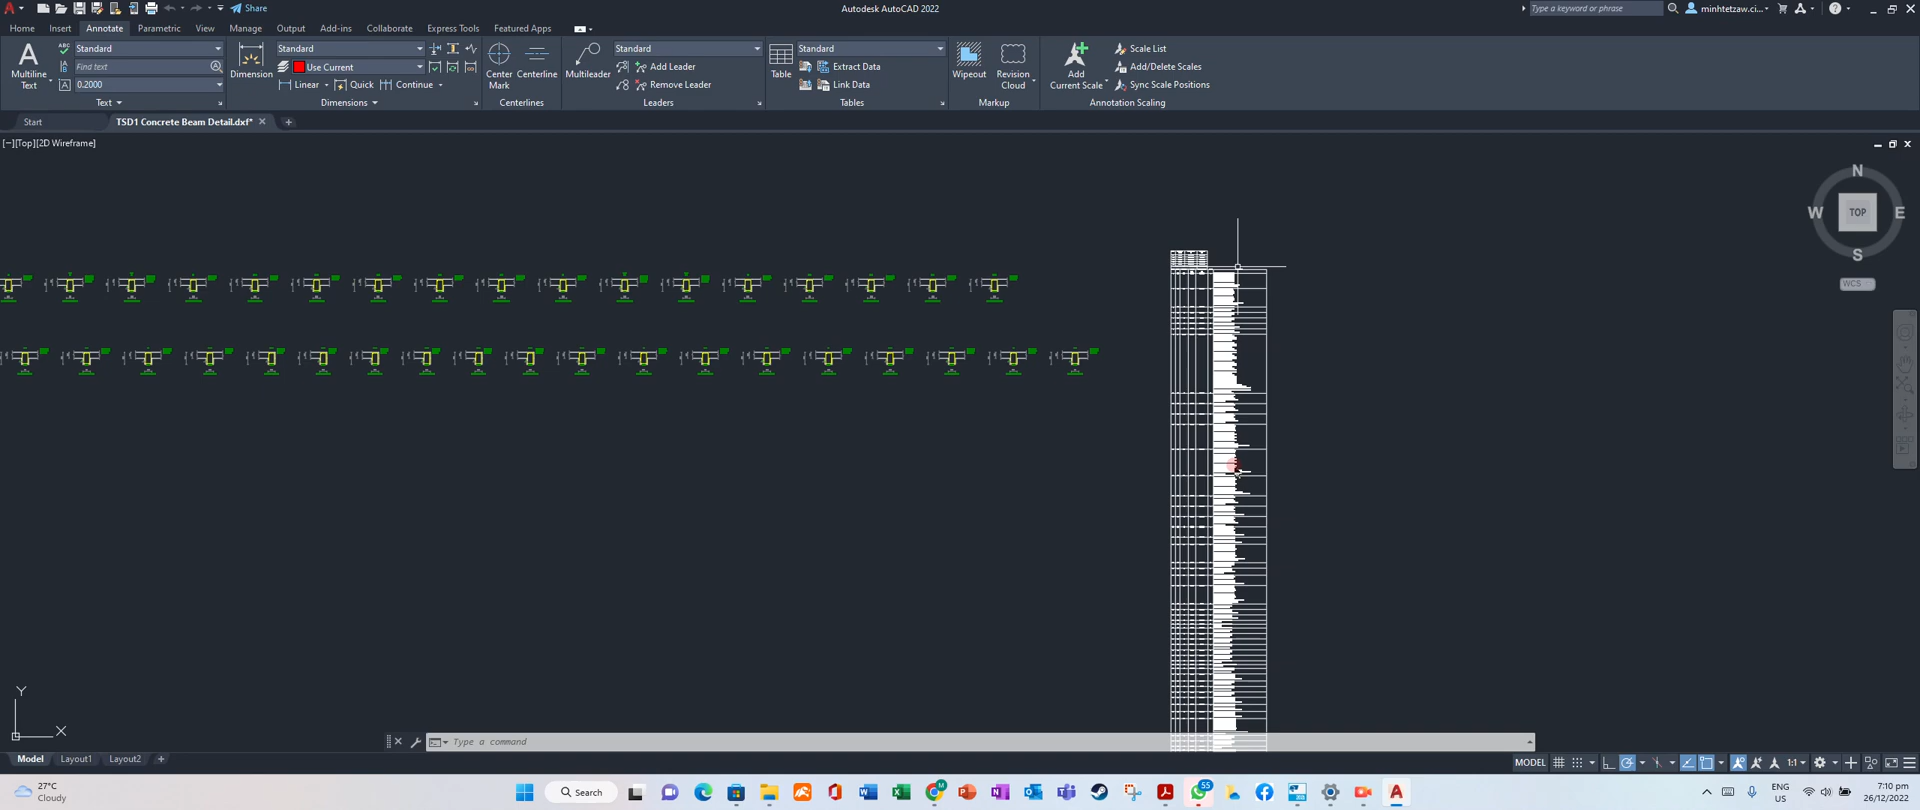 Share
Autodesk AutoCAD 2022
Type a keyword or phrase
minhtetzaw.ci...
Home Insert Annotate Parametric View Manage Output Add-ins Collaborate Express Tools Featured Apps
Standard
Find text
0.2000
Multiline Text
Text
Dimension
Standard
Use Current
Linear
Quick
Continue
Dimensions
Center Mark
Centerline
Centerlines
Multileader
Standard
Add Leader
Remove Leader
Leaders
Table
Standard
Extract Data
Link Data
Tables
Wipeout
Revision Cloud
Markup
Add Current Scale
Scale List
Add/Delete Scales
Sync Scale Positions
Annotation Scaling
Start
TSD1 Concrete Beam Detail.dxf*
[−][Top][2D Wireframe]
N
W TOP E
S
WCS
Y
X
Type a command
Model Layout1 Layout2
MODEL
1:1
27°C
Cloudy
Search
55
ENG
US
7:10 pm
26/12/2022